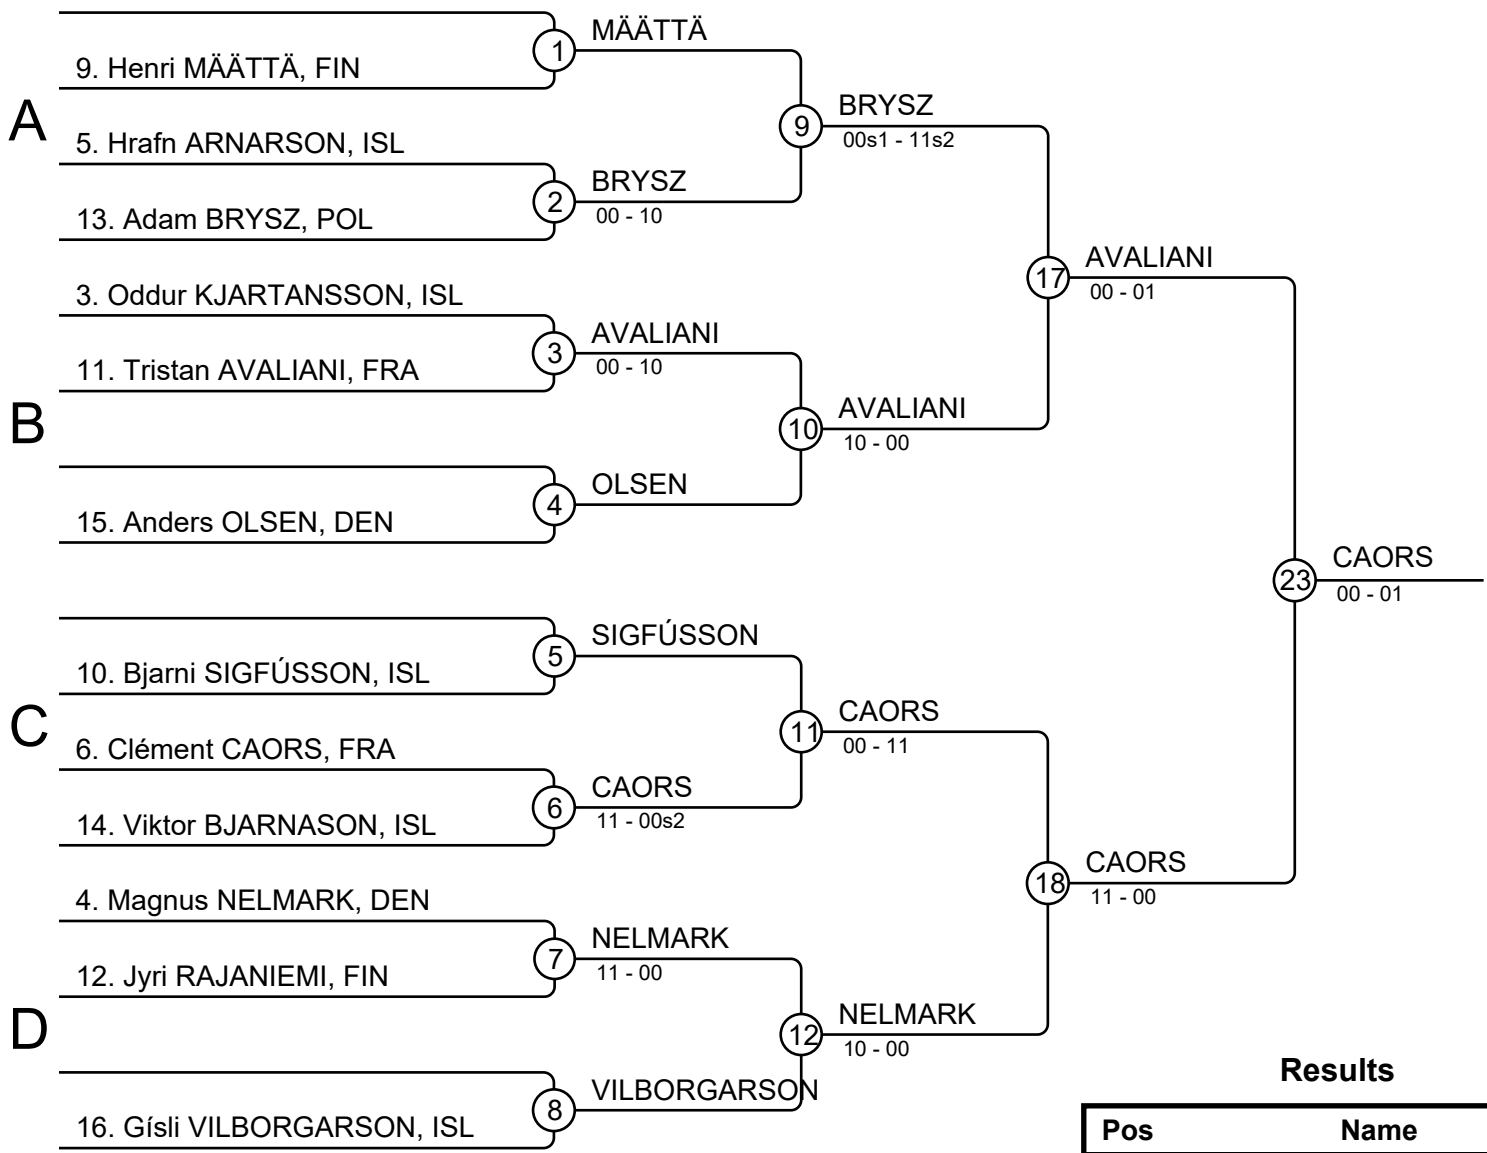 A
9. Henri MÄÄTTÄ, FIN
5. Hrafn ARNARSON, ISL
13. Adam BRYSZ, POL
B
3. Oddur KJARTANSSON, ISL
11. Tristan AVALIANI, FRA
15. Anders OLSEN, DEN
C
10. Bjarni SIGFÚSSON, ISL
6. Clément CAORS, FRA
14. Viktor BJARNASON, ISL
D
4. Magnus NELMARK, DEN
12. Jyri RAJANIEMI, FIN
16. Gísli VILBORGARSON, ISL
1
MÄÄTTÄ
2
BRYSZ
00 - 10
3
AVALIANI
00 - 10
4
OLSEN
5
SIGFÚSSON
6
CAORS
11 - 00s2
7
NELMARK
11 - 00
8
VILBORGARSON
9
BRYSZ
00s1 - 11s2
10
AVALIANI
10 - 00
11
CAORS
00 - 11
12
NELMARK
10 - 00
17
AVALIANI
00 - 01
18
CAORS
11 - 00
23
CAORS
00 - 01
Results
Pos Name